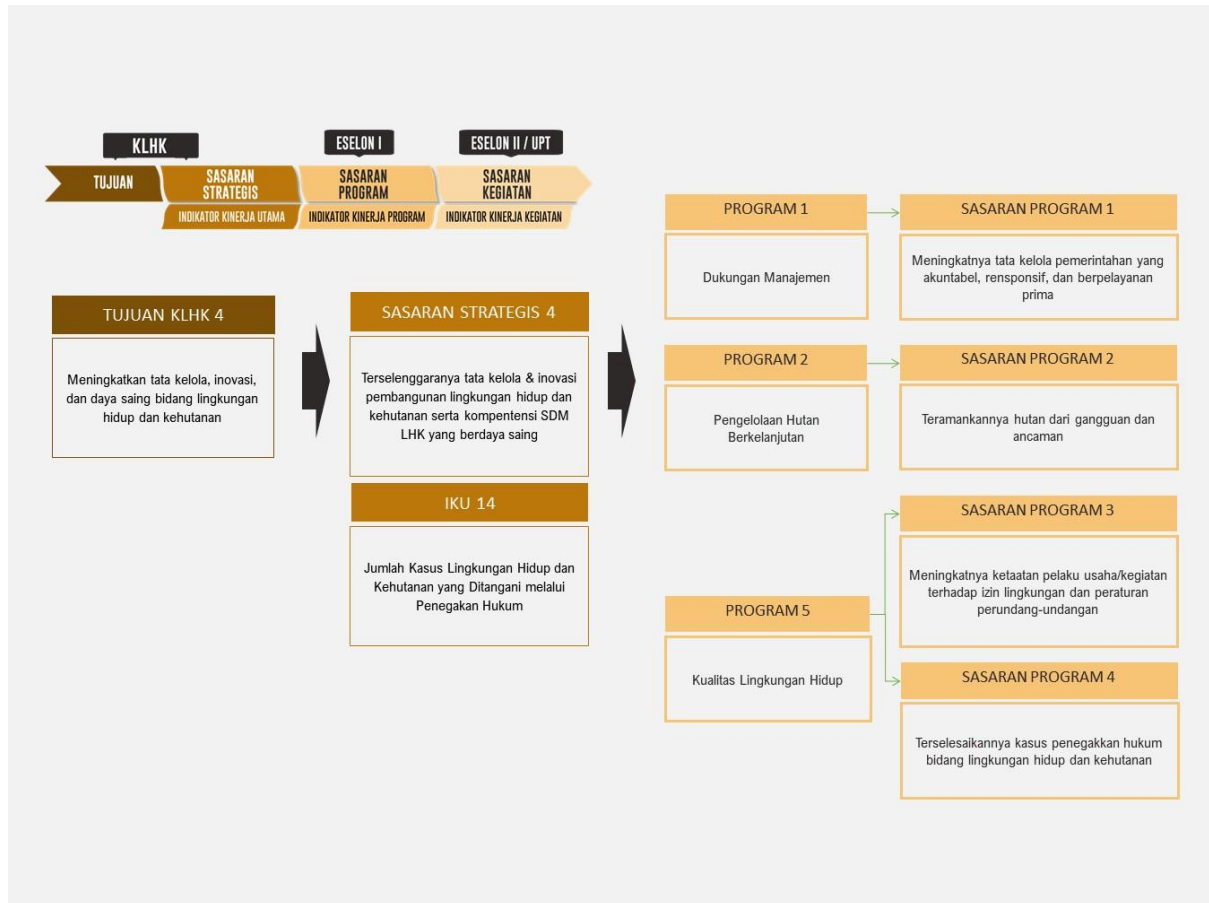 KLHK
ESELON I
ESELON II / UPT
TUJUAN
SASARAN
STRATEGIS
SASARAN
PROGRAM
SASARAN
KEGIATAN
INDIKATOR KINERJA UTAMA
INDIKATOR KINERJA PROGRAM
INDIKATOR KINERJA KEGIATAN
TUJUAN KLHK 4
Meningkatkan tata kelola, inovasi,
dan daya saing bidang lingkungan
hidup dan kehutanan
SASARAN STRATEGIS 4
Terselenggaranya tata kelola & inovasi
pembangunan lingkungan hidup dan
kehutanan serta kompentensi SDM
LHK yang berdaya saing
IKU 14
Jumlah Kasus Lingkungan Hidup dan
Kehutanan yang Ditangani melalui
Penegakan Hukum
PROGRAM 1
Dukungan Manajemen
SASARAN PROGRAM 1
Meningkatnya tata kelola pemerintahan yang
akuntabel, rensponsif, dan berpelayanan
prima
PROGRAM 2
Pengelolaan Hutan
Berkelanjutan
SASARAN PROGRAM 2
Teramankannya hutan dari gangguan dan
ancaman
PROGRAM 5
Kualitas Lingkungan Hidup
SASARAN PROGRAM 3
Meningkatnya ketaatan pelaku usaha/kegiatan
terhadap izin lingkungan dan peraturan
perundang-undangan
SASARAN PROGRAM 4
Terselesaikannya kasus penegakkan hukum
bidang lingkungan hidup dan kehutanan